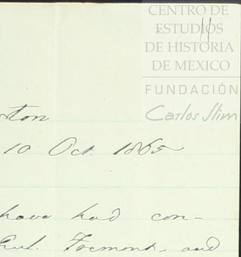 CENTRO DE
ESTUDIOS
DE HISTORIA
DE MEXICO
FUNDACIÓN
Carlos Slim
ton
10 Oct. 1865
have had con-
Fremont, and